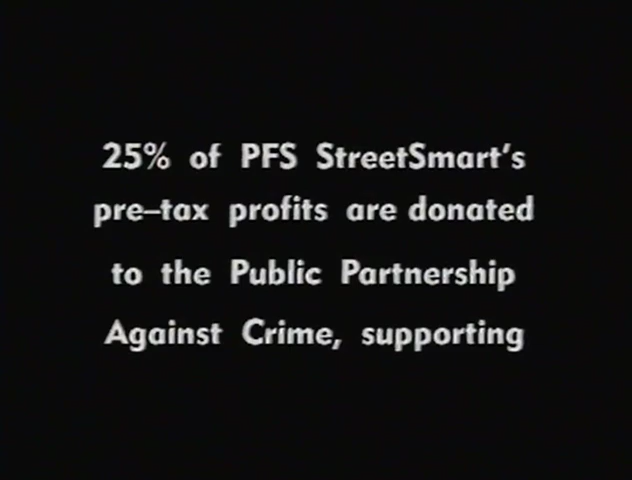 25% of PFS StreetSmart's
pre–tax profits are donated
to the Public Partnership
Against Crime, supporting